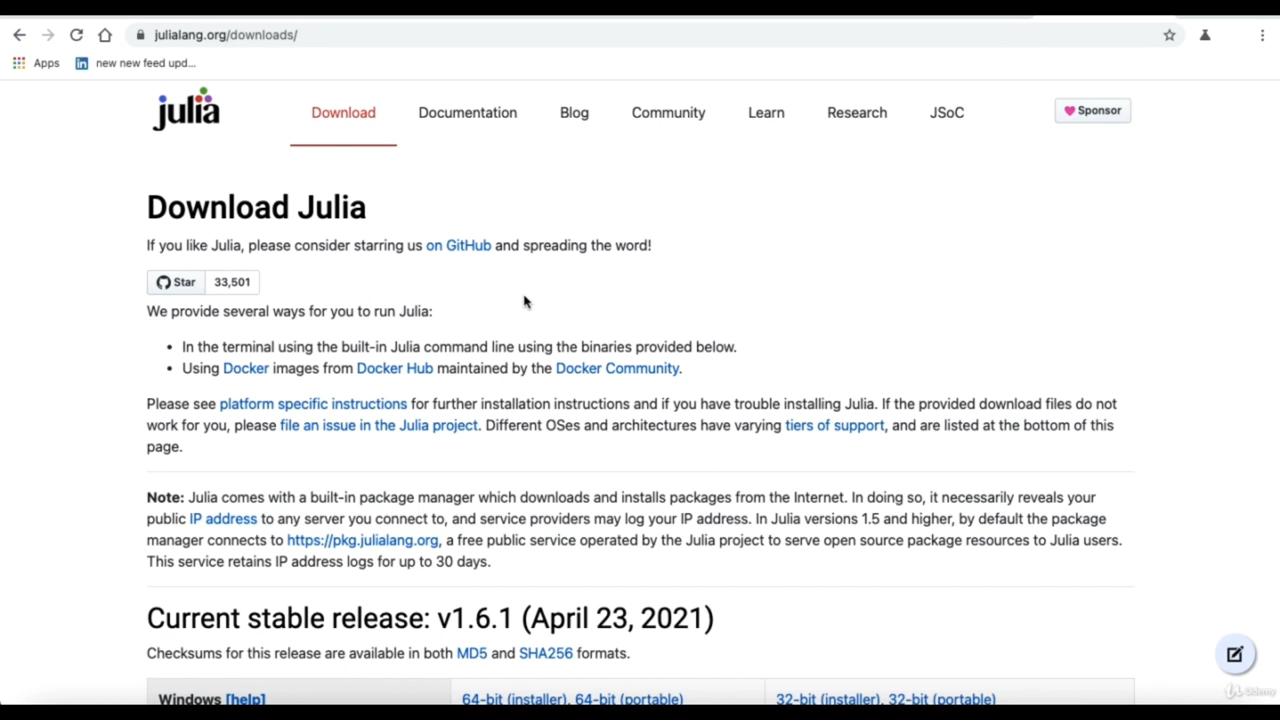 julialang.org/downloads/
Apps
new new feed upd...
julia
Download
Documentation
Blog
Community
Learn
Research
JSoC
Sponsor
Download Julia
If you like Julia, please consider starring us on GitHub and spreading the word!
Star 33,501
We provide several ways for you to run Julia:
• In the terminal using the built-in Julia command line using the binaries provided below.
• Using Docker images from Docker Hub maintained by the Docker Community.
Please see platform specific instructions for further installation instructions and if you have trouble installing Julia. If the provided download files do not
work for you, please file an issue in the Julia project. Different OSes and architectures have varying tiers of support, and are listed at the bottom of this
page.
Note: Julia comes with a built-in package manager which downloads and installs packages from the Internet. In doing so, it necessarily reveals your
public IP address to any server you connect to, and service providers may log your IP address. In Julia versions 1.5 and higher, by default the package
manager connects to https://pkg.julialang.org, a free public service operated by the Julia project to serve open source package resources to Julia users.
This service retains IP address logs for up to 30 days.
Current stable release: v1.6.1 (April 23, 2021)
Checksums for this release are available in both MD5 and SHA256 formats.
Windows [help]
64-bit (installer), 64-bit (portable)
32-bit (installer), 32-bit (portable)
Udemy